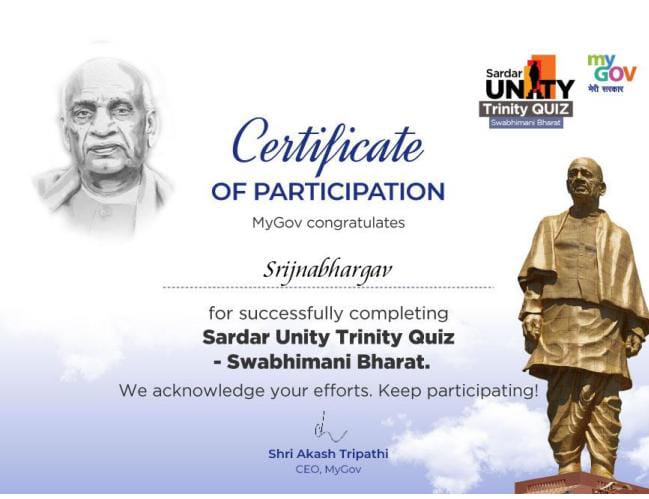 Sardar
UNITY
Trinity QUIZ
Swabhimani Bharat
my
GOV
मेरी सरकार
Certificate
OF PARTICIPATION
MyGov congratulates
Srijnabhargav
for successfully completing
Sardar Unity Trinity Quiz
- Swabhimani Bharat.
We acknowledge your efforts. Keep participating!
Shri Akash Tripathi
CEO, MyGov